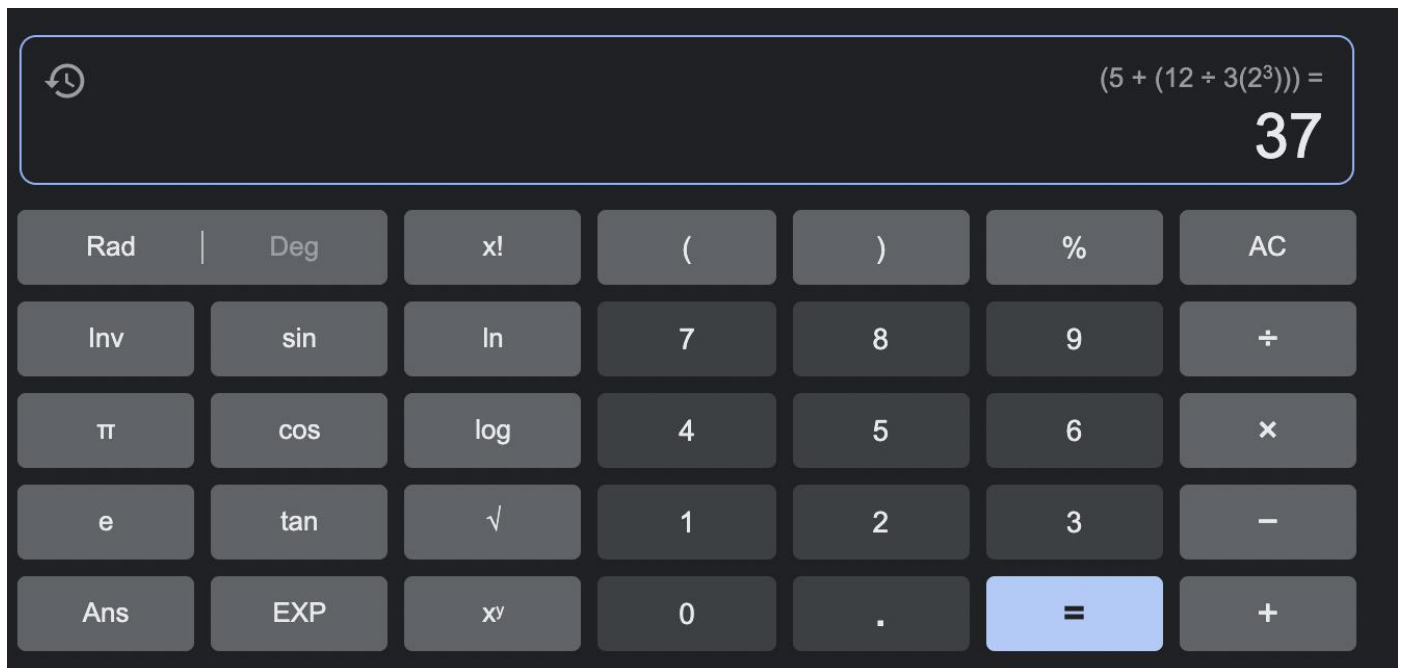 (5 + (12 ÷ 3(2³))) =
37
Rad | Deg x! ( ) % AC
Inv sin ln 7 8 9 ÷
π cos log 4 5 6 ×
e tan √ 1 2 3 −
Ans EXP xʸ 0 . = +